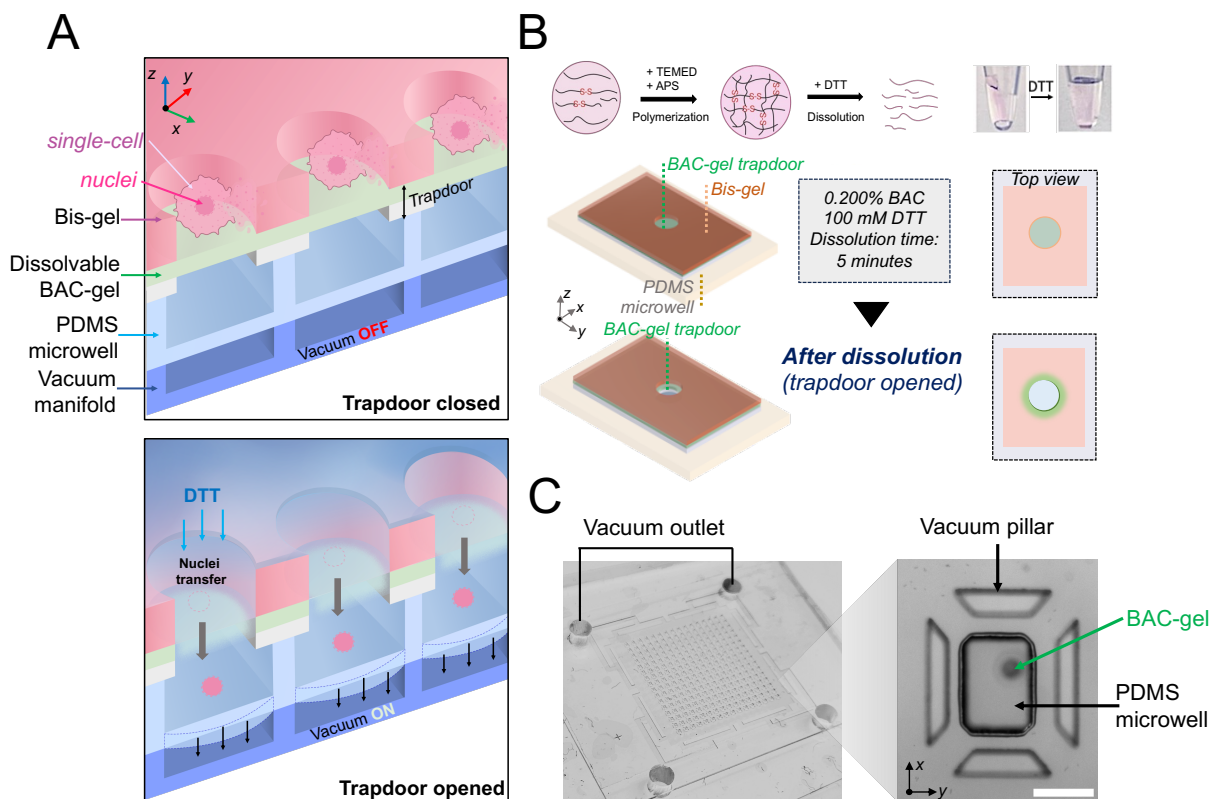 A
z
y
x
single-cell
nuclei
Bis-gel
Dissolvable
BAC-gel
PDMS
microwell
Vacuum
manifold
Trapdoor
Vacuum OFF
Trapdoor closed
DTT
Nuclei
transfer
Vacuum ON
Trapdoor opened
B
+ TEMED
+ APS
Polymerization
+ DTT
Dissolution
DTT
S-S
S-S
S-S
S-S
S-S
S-S
BAC-gel trapdoor
Bis-gel
PDMS
microwell
z
x
y
BAC-gel trapdoor
0.200% BAC
100 mM DTT
Dissolution time:
5 minutes
After dissolution
(trapdoor opened)
Top view
C
Vacuum outlet
Vacuum pillar
BAC-gel
PDMS
microwell
x
y